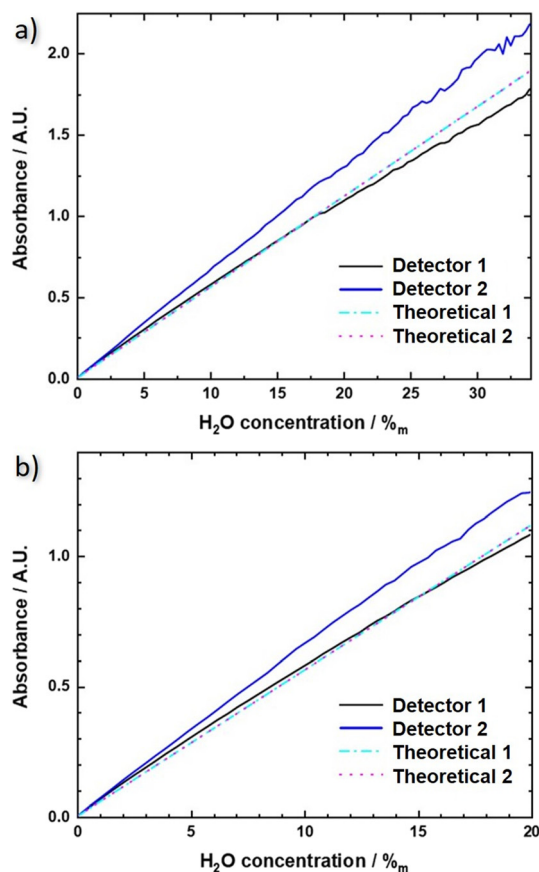 a)
2.0
1.5
1.0
0.5
0.0
Absorbance / A.U.
Detector 1
Detector 2
Theoretical 1
Theoretical 2
0 5 10 15 20 25 30
H₂O concentration / %ₘ
b)
1.0
0.5
0.0
Absorbance / A.U.
Detector 1
Detector 2
Theoretical 1
Theoretical 2
0 5 10 15 20
H₂O concentration / %ₘ